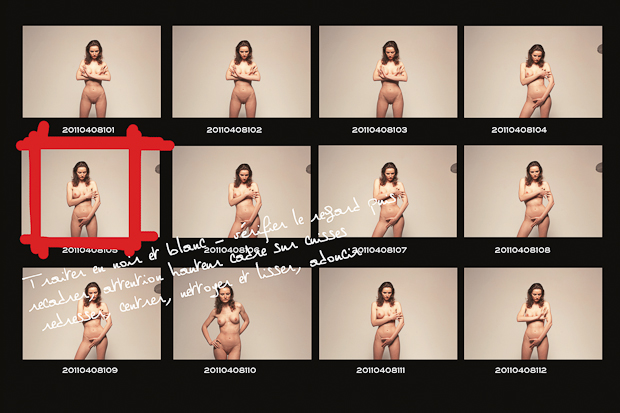 20110408101 20110408102 20110408103 20110408104
20110408105 20110408107 20110408108
Traiter en noir et blanc - vérifier le regard puis
recadrer, attention hauteur cadre sur cuisses
redresser, centrer, nettoyer et lisser, adoucir
20110408109 20110408110 20110408111 20110408112